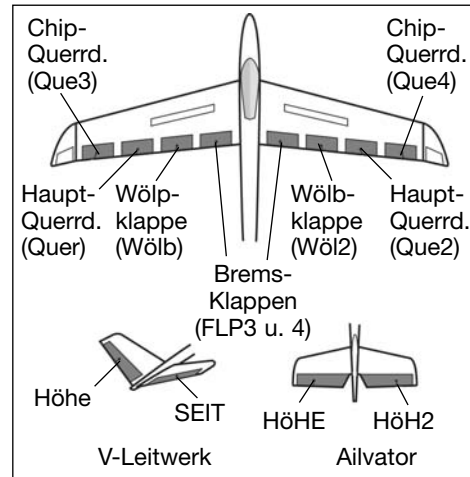 Chip-
Querrd.
(Que3)
Chip-
Querrd.
(Que4)
Haupt-
Querrd.
(Quer)
Wölp-
klappe
(Wölb)
Wölb-
klappe
(Wöl2)
Haupt-
Querrd.
(Que2)
Brems-
Klappen
(FLP3 u. 4)
Höhe
SEIT
HöHE
HöH2
V-Leitwerk
Ailvator